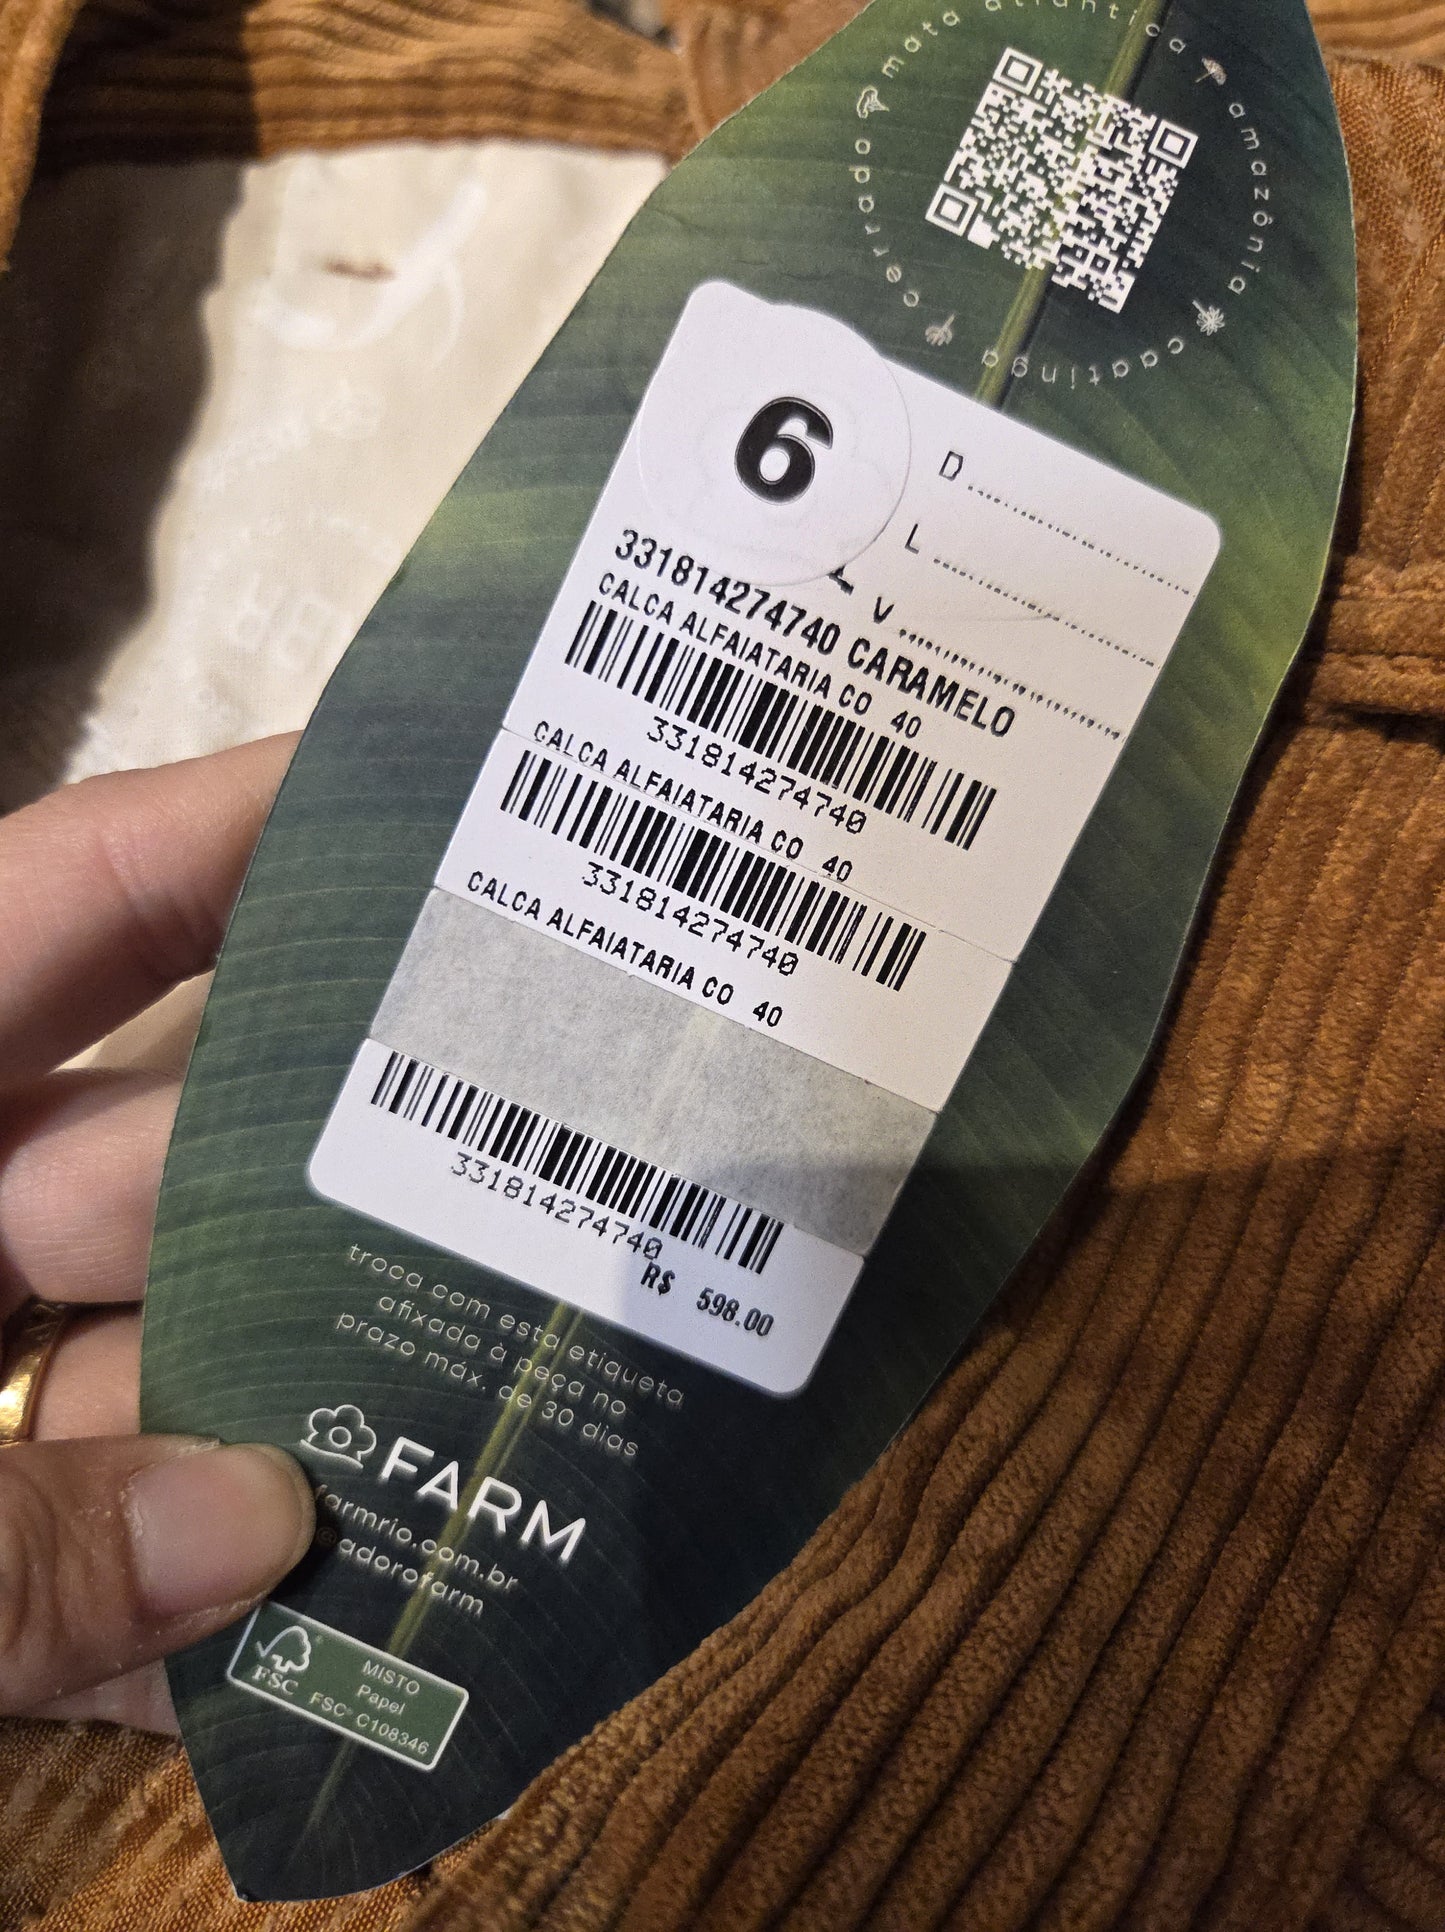 mata atlântica
amazônia
caatinga
cerrado
6
D
L
V
331814274740 CARAMELO
CALCA ALFAIATARIA CO 40
331814274740
CALCA ALFAIATARIA CO 40
331814274740
CALCA ALFAIATARIA CO 40
331814274740
R$ 598.00
troca com esta etiqueta
afixada à peça no
prazo máx. de 30 dias
FARM
farmrio.com.br
@adorofarm
FSC
MISTO
Papel
FSC® C108346